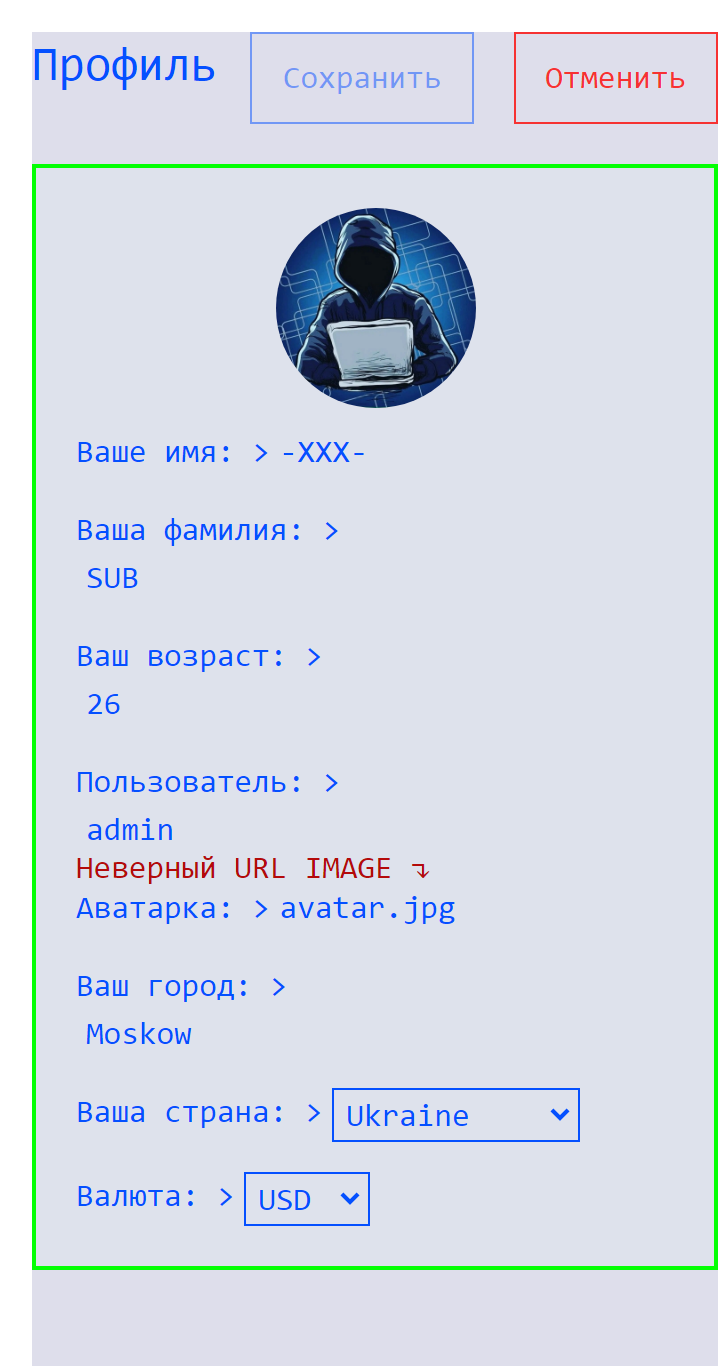 Профиль Сохранить Отменить
Ваше имя: > -XXX-
Ваша фамилия: >
SUB
Ваш возраст: >
26
Пользователь: >
admin
Неверный URL IMAGE ↴
Аватарка: > avatar.jpg
Ваш город: >
Moskow
Ваша страна: > Ukraine
Валюта: > USD